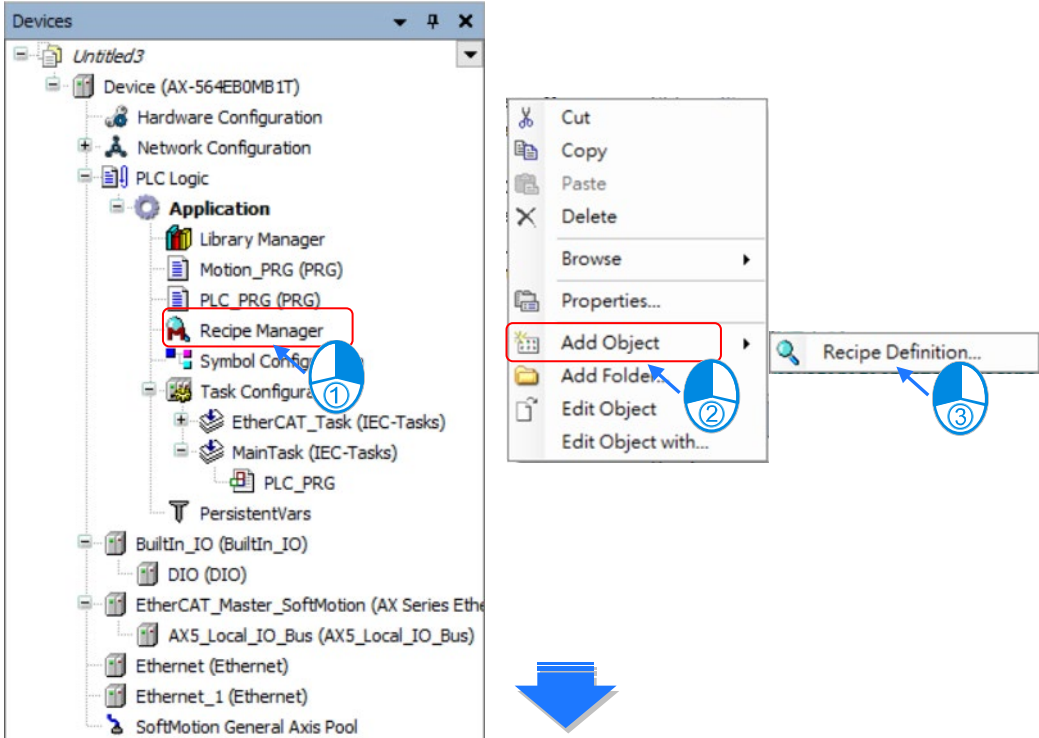 Devices
Untitled3
Device (AX-564EB0MB1T)
Hardware Configuration
Network Configuration
PLC Logic
Application
Library Manager
Motion_PRG (PRG)
PLC_PRG (PRG)
Recipe Manager
Symbol
Task
EtherCAT_Task (IEC-Tasks)
MainTask (IEC-Tasks)
PLC_PRG
PersistentVars
BuiltIn_IO (BuiltIn_IO)
DIO (DIO)
EtherCAT_Master_SoftMotion (AX Series Ethe
AX5_Local_IO_Bus (AX5_Local_IO_Bus)
Ethernet (Ethernet)
Ethernet_1 (Ethernet)
SoftMotion General Axis Pool
①
Cut
Copy
Paste
Delete
Browse
Properties...
Add Object
Add Folder...
Edit Object
Edit Object with...
②
Recipe Definition...
③